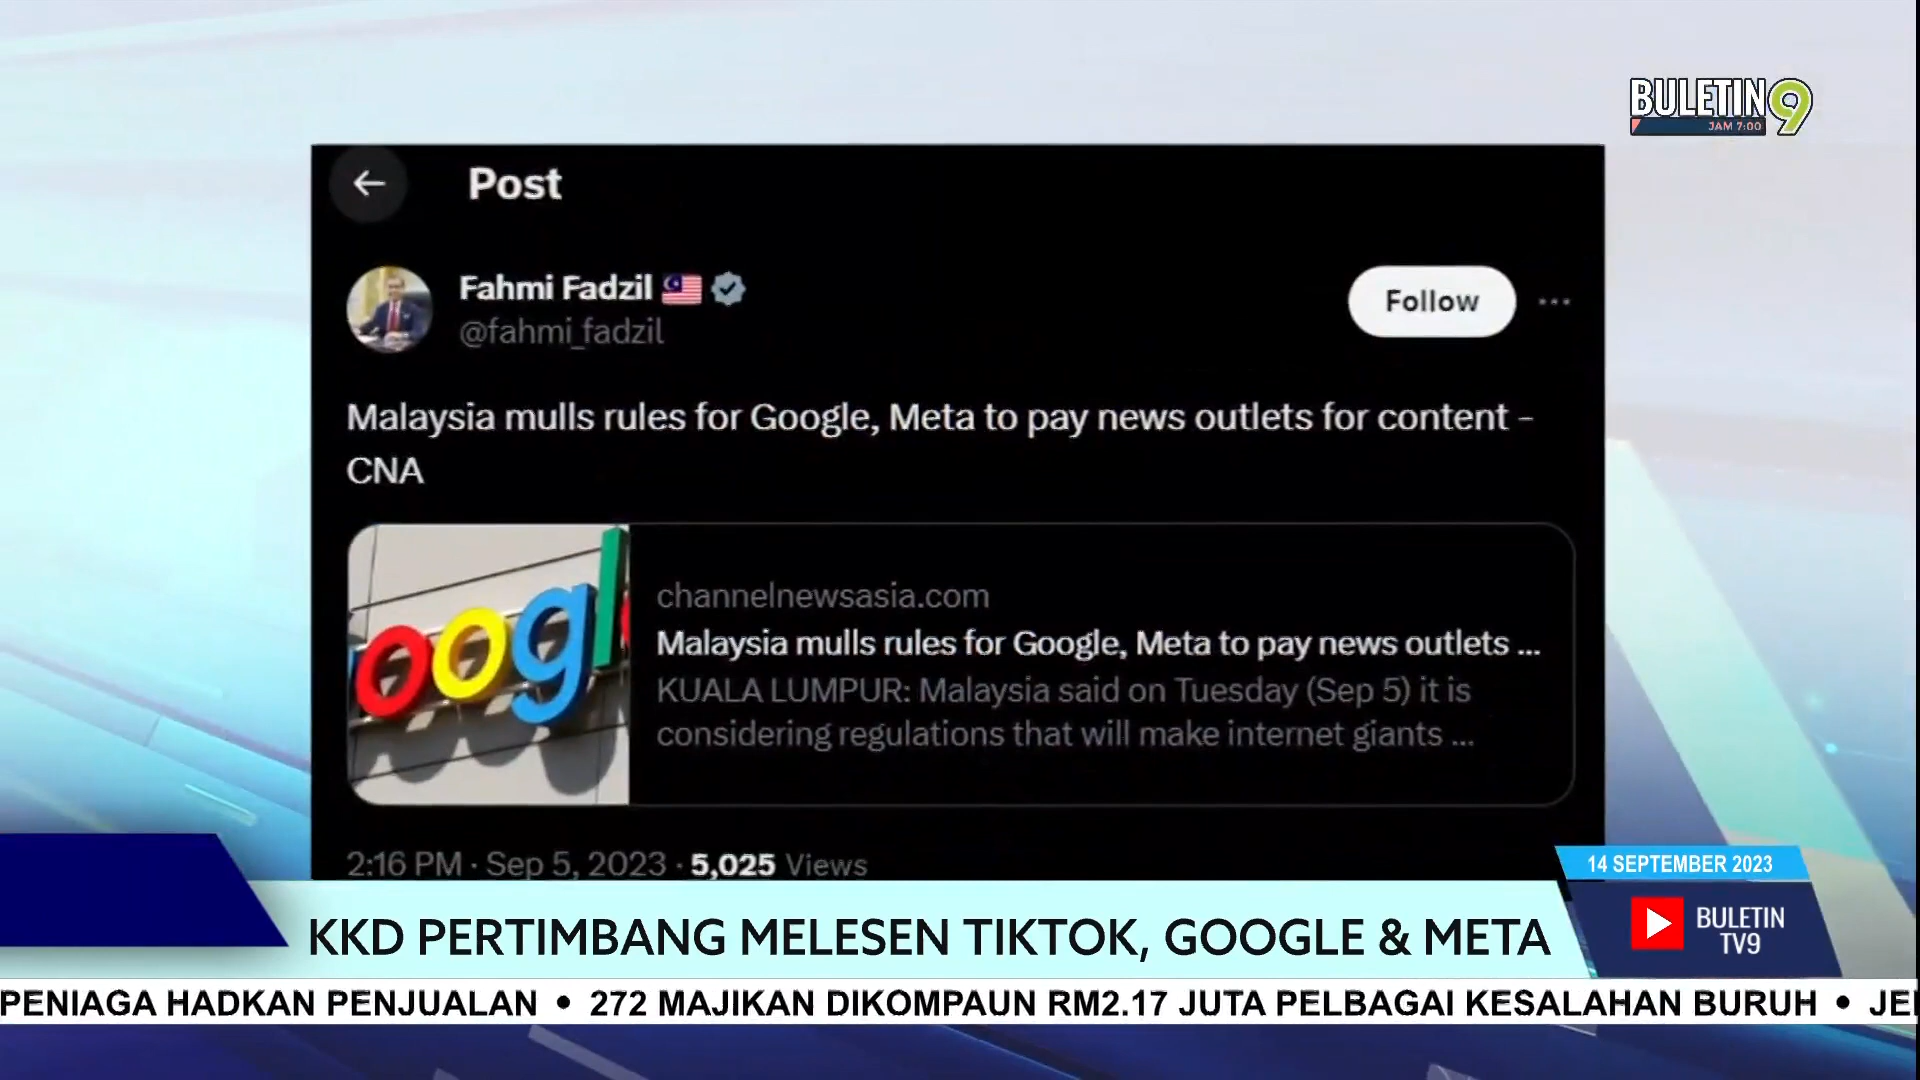 BULETIN 9
JAM 7:00
Post
Fahmi Fadzil
@fahmi_fadzil
Follow
Malaysia mulls rules for Google, Meta to pay news outlets for content -
CNA
oogl
channelnewsasia.com
Malaysia mulls rules for Google, Meta to pay news outlets ...
KUALA LUMPUR: Malaysia said on Tuesday (Sep 5) it is
considering regulations that will make internet giants ...
2:16 PM · Sep 5, 2023 · 5,025 Views
14 SEPTEMBER 2023
KKD PERTIMBANG MELESEN TIKTOK, GOOGLE & META
BULETIN
TV9
PENIAGA HADKAN PENJUALAN • 272 MAJIKAN DIKOMPAUN RM2.17 JUTA PELBAGAI KESALAHAN BURUH • JE